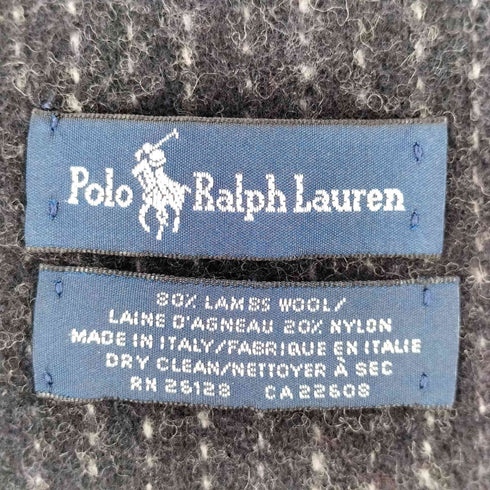 Polo Ralph Lauren
80% LAMBS WOOL/
LAINE D'AGNEAU 20% NYLON
MADE IN ITALY/FABRIQUE EN ITALIE
DRY CLEAN/NETTOYER À SEC
RN 26128 CA 22608